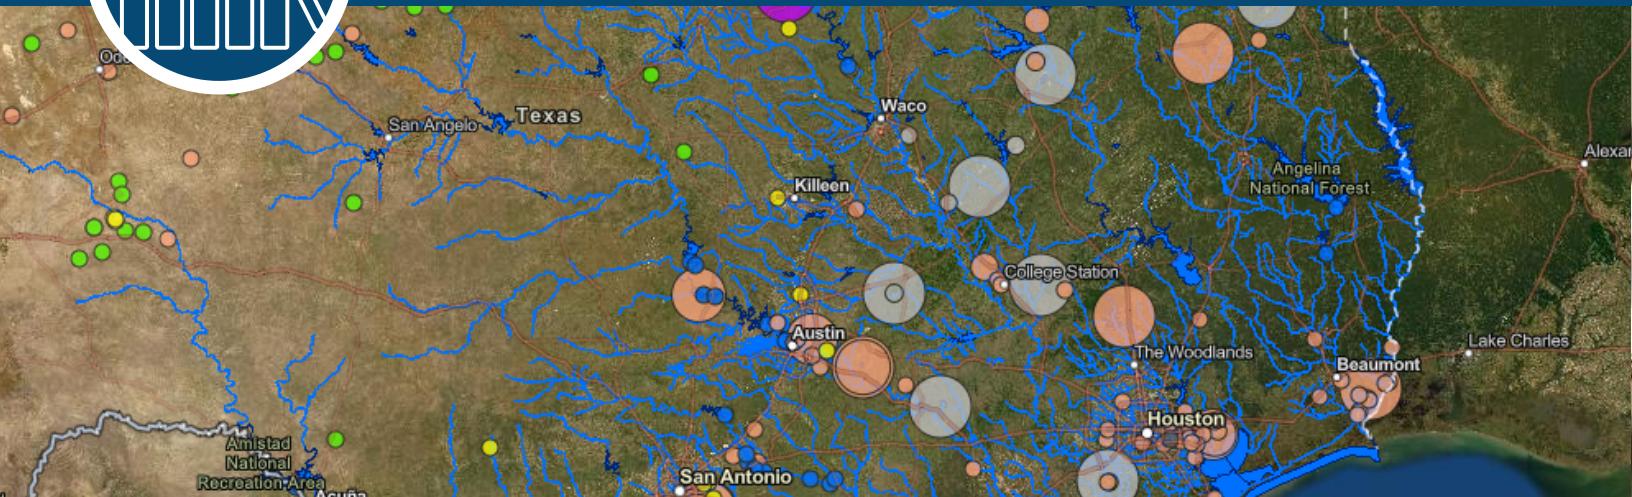 Texas
Waco
San Angelo
Killeen
Angelina
National Forest
College Station
Austin
The Woodlands
Lake Charles
Beaumont
Houston
Amistad
National
Recreation Area
San Antonio
Acuña